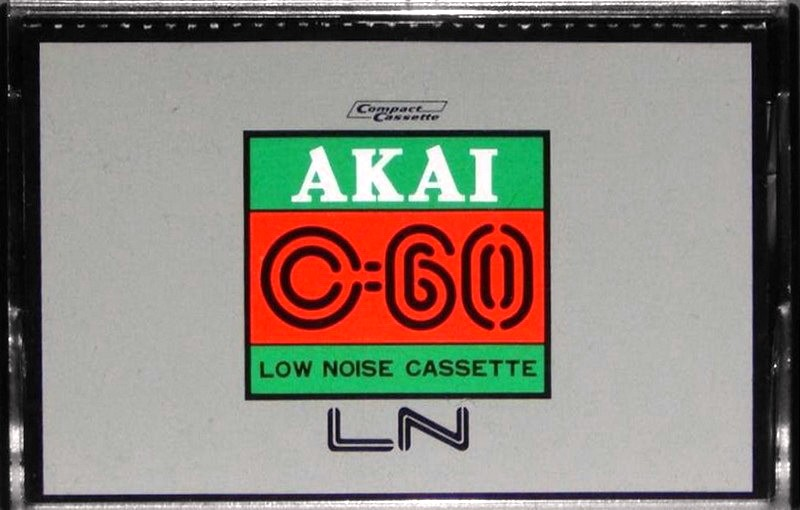 Compact
Cassette
AKAI
C-60
LOW NOISE CASSETTE
LN